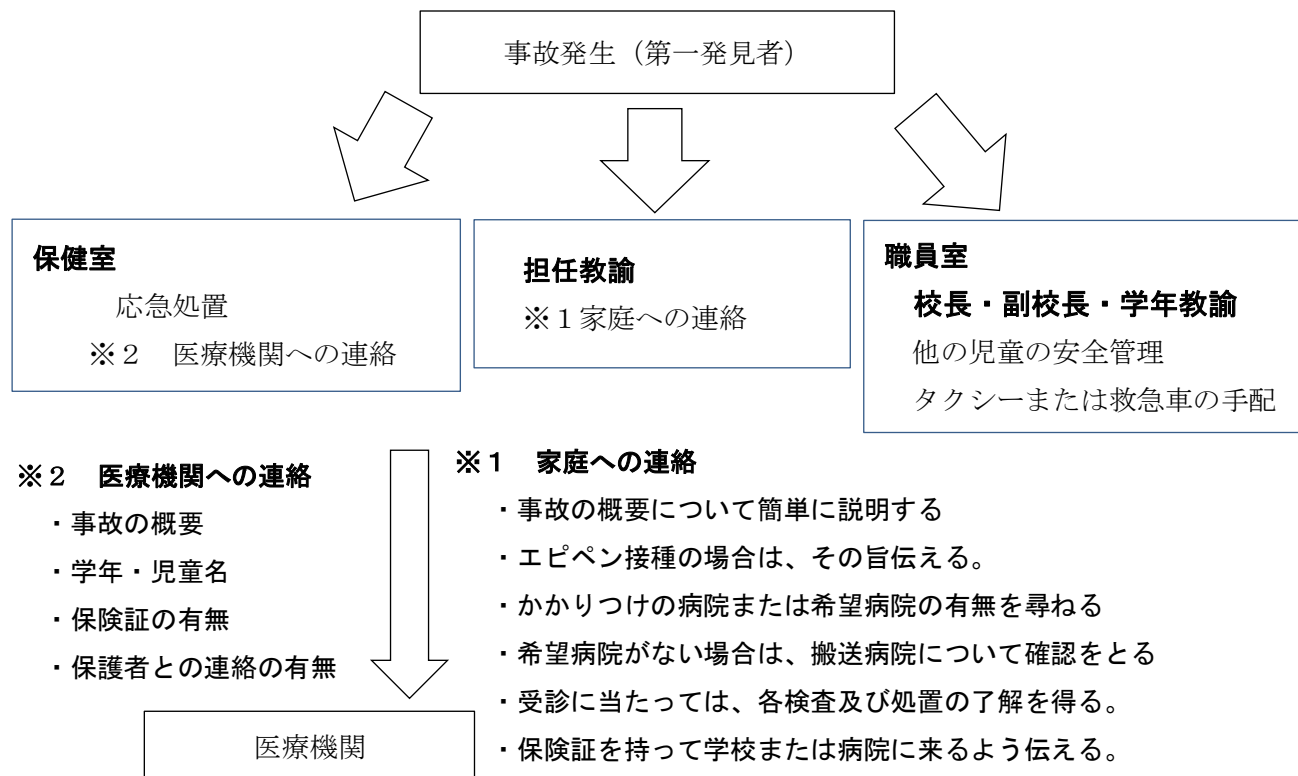 事故発生（第一発見者）
保健室
応急処置
※２　医療機関への連絡
担任教諭
※１家庭への連絡
職員室
校長・副校長・学年教諭
他の児童の安全管理
タクシーまたは救急車の手配
※２　医療機関への連絡
・事故の概要
・学年・児童名
・保険証の有無
・保護者との連絡の有無
※１　家庭への連絡
・事故の概要について簡単に説明する
・エピペン接種の場合は、その旨伝える。
・かかりつけの病院または希望病院の有無を尋ねる
・希望病院がない場合は、搬送病院について確認をとる
・受診に当たっては、各検査及び処置の了解を得る。
・保険証を持って学校または病院に来るよう伝える。
医療機関